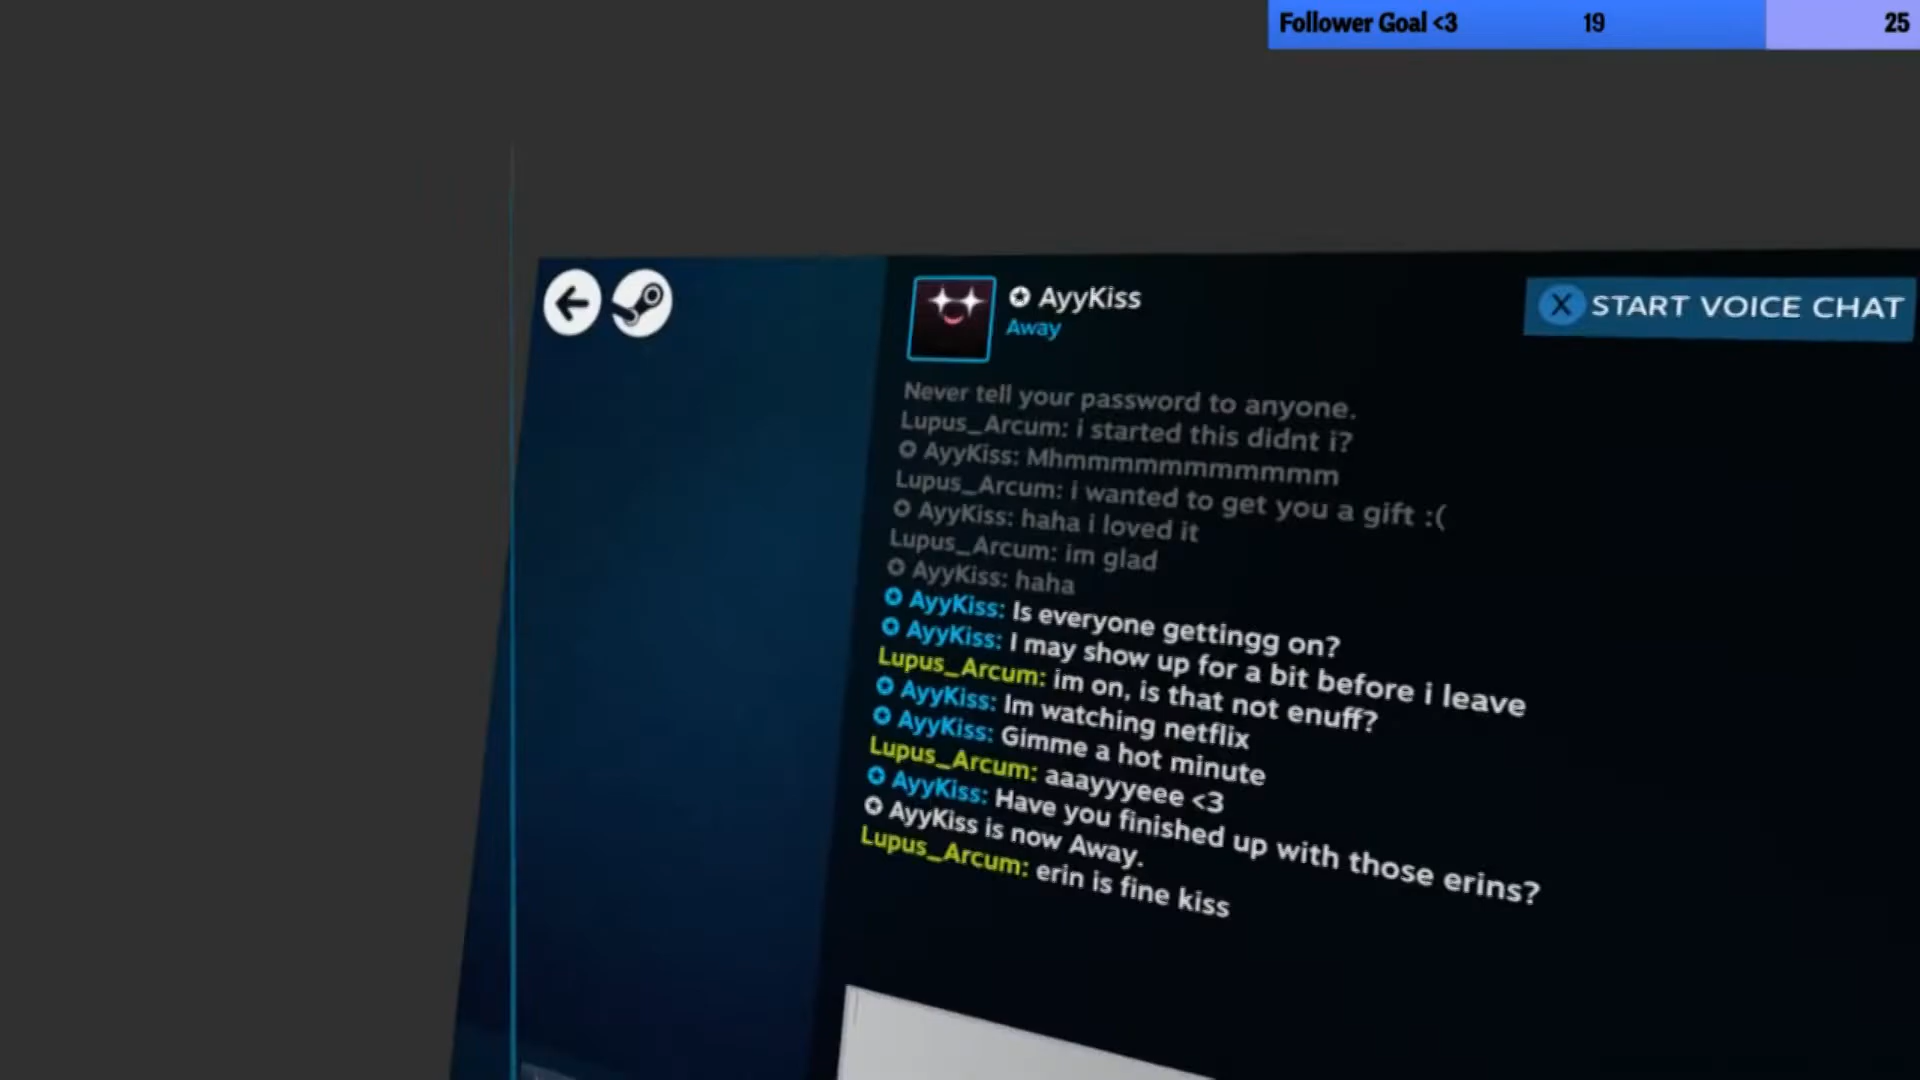 Follower Goal <3 19 25
AyyKiss
Away
X START VOICE CHAT
Never tell your password to anyone.
Lupus_Arcum: i started this didnt i?
AyyKiss: Mhmmmmmmmmmmmm
Lupus_Arcum: i wanted to get you a gift :(
AyyKiss: haha i loved it
Lupus_Arcum: im glad
AyyKiss: haha
AyyKiss: Is everyone gettingg on?
AyyKiss: I may show up for a bit before i leave
Lupus_Arcum: im on, is that not enuff?
AyyKiss: Im watching netflix
AyyKiss: Gimme a hot minute
Lupus_Arcum: aaayyyeee <3
AyyKiss: Have you finished up with those erins?
AyyKiss is now Away.
Lupus_Arcum: erin is fine kiss